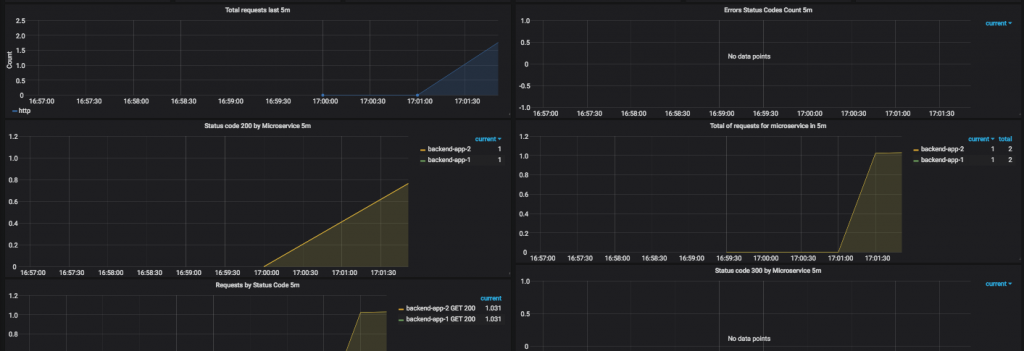 Total requests last 5m
2.5
2.0
1.5
1.0
0.5
0
Count
16:57:00 16:57:30 16:58:00 16:58:30 16:59:00 16:59:30 17:00:00 17:00:30 17:01:00 17:01:30
http
Errors Status Codes Count 5m
current
1.0
0.5
0
-0.5
-1.0
No data points
16:57:00 16:57:30 16:58:00 16:58:30 16:59:00 16:59:30 17:00:00 17:00:30 17:01:00 17:01:30
Status code 200 by Microservice 5m
1.2
1.0
0.8
0.6
0.4
0.2
0
16:57:00 16:57:30 16:58:00 16:58:30 16:59:00 16:59:30 17:00:00 17:00:30 17:01:00 17:01:30
current
backend-app-2 1
backend-app-1 1
Total of requests for microservice in 5m
1.2
1.0
0.8
0.6
0.4
0.2
0
16:57:00 16:57:30 16:58:00 16:58:30 16:59:00 16:59:30 17:00:00 17:00:30 17:01:00 17:01:30
current total
backend-app-2 1 2
backend-app-1 1 2
Requests by Status Code 5m
1.2
1.0
0.8
current
backend-app-2 GET 200 1.031
backend-app-1 GET 200 1.031
Status code 300 by Microservice 5m
current
1.0
0.5
0
No data points